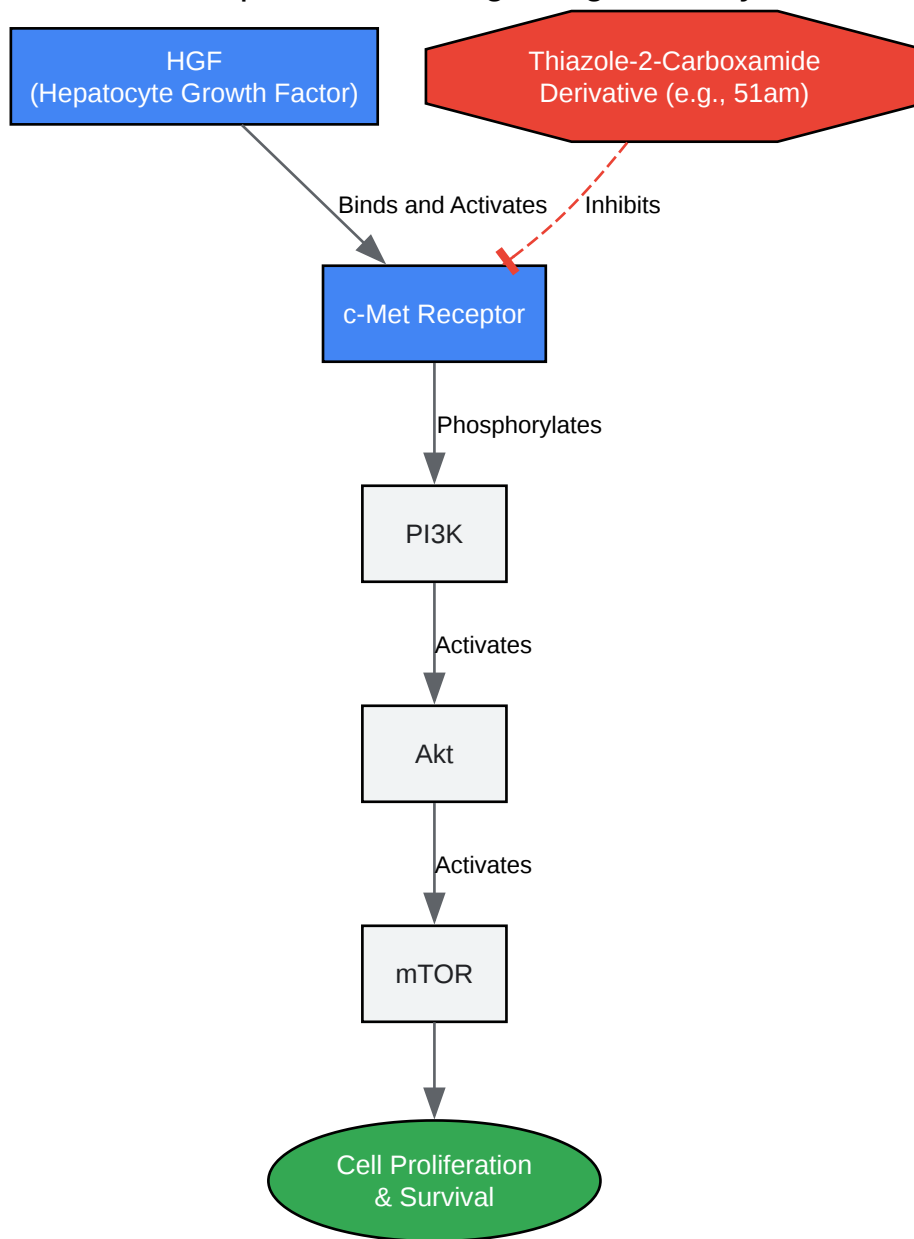 HGF
(Hepatocyte Growth Factor)
Thiazole-2-Carboxamide
Derivative (e.g., 51am)
Binds and Activates
Inhibits
c-Met Receptor
Phosphorylates
PI3K
Activates
Akt
Activates
mTOR
Cell Proliferation
& Survival